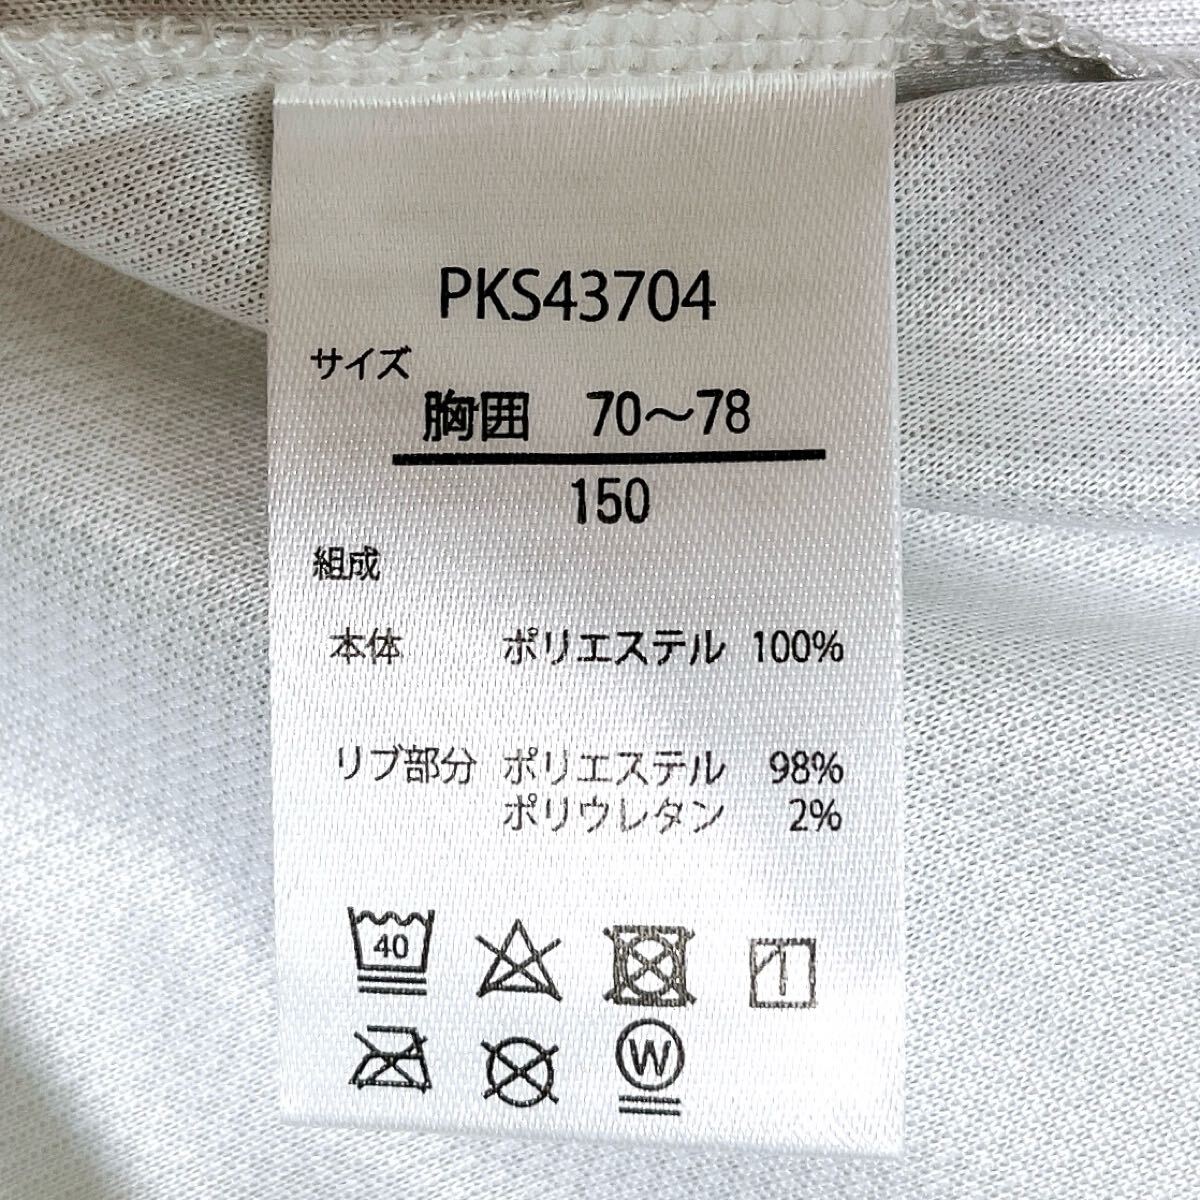 PKS43704
サイズ
胸囲 70～78
150
組成
本体 ポリエステル 100%
リブ部分 ポリエステル 98%
ポリウレタン 2%
40
W